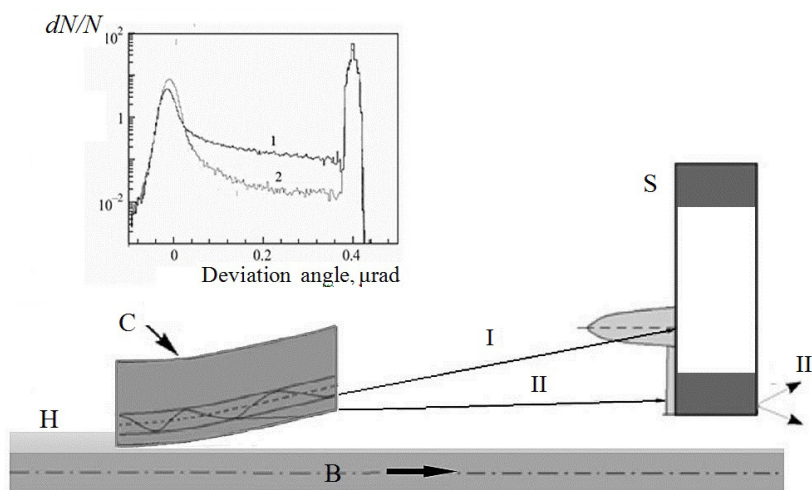 dN/N
10²
1
10⁻²
1
2
0
0.2
0.4
Deviation angle, μrad
S
C
I
II
II
H
B